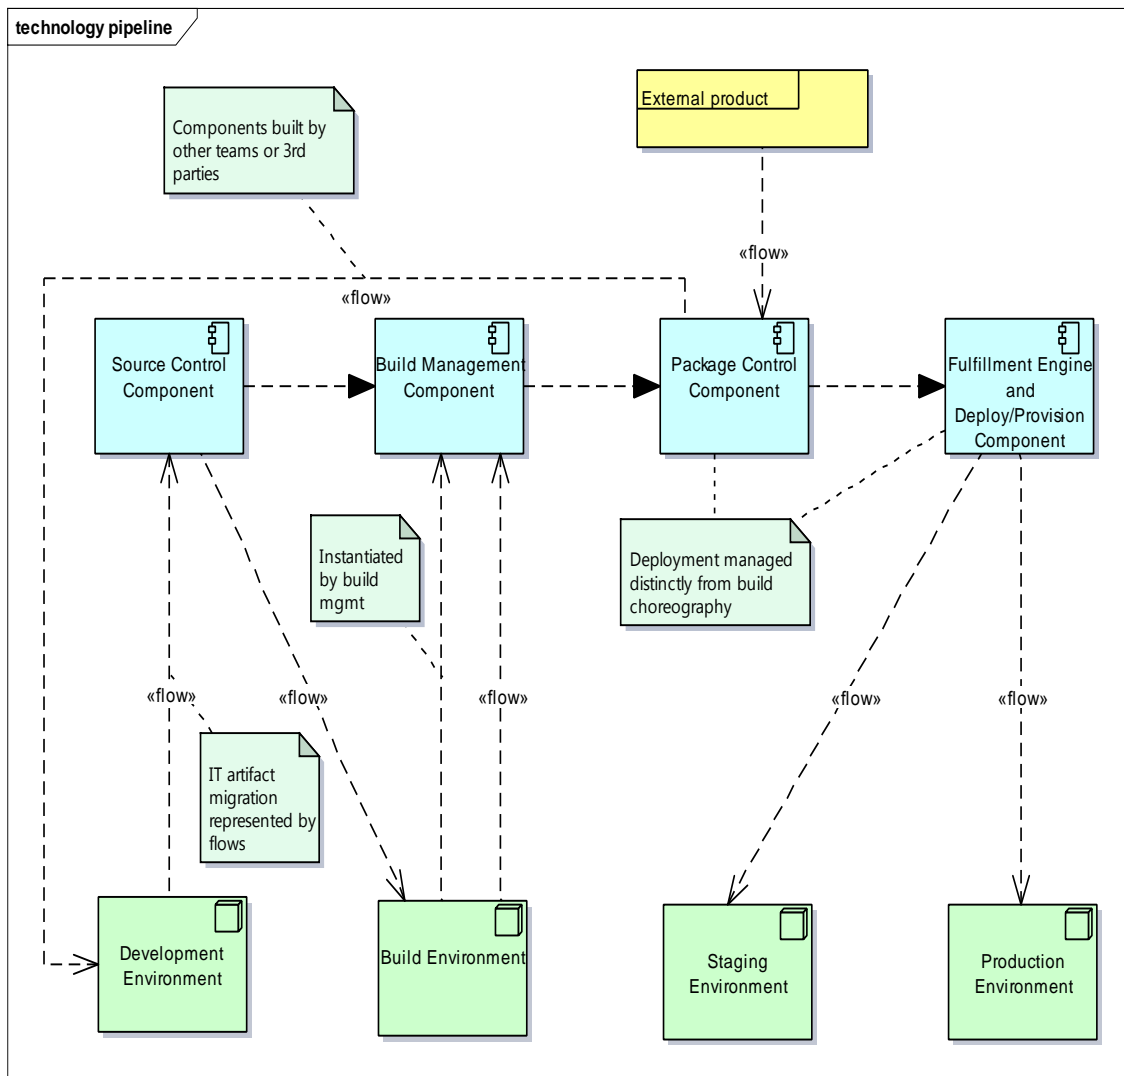 technology pipeline
External product
Components built by
other teams or 3rd
parties
«flow»
«flow»
Source Control
Component
Build Management
Component
Package Control
Component
Fulfillment Engine
and
Deploy/Provision
Component
Instantiated
by build
mgmt
Deployment managed
distinctly from build
choreography
«flow»
«flow»
«flow»
«flow»
«flow»
IT artifact
migration
represented by
flows
Development
Environment
Build Environment
Staging
Environment
Production
Environment